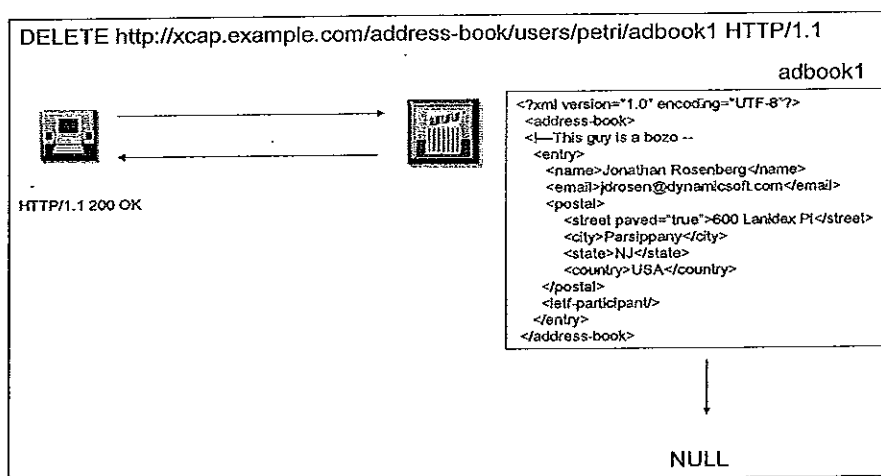 DELETE http://xcap.example.com/address-book/users/petri/adbook1 HTTP/1.1
adbook1
<?xml version="1.0" encoding="UTF-8"?>
<address-book>
<!—This guy is a bozo --
<entry>
<name>Jonathan Rosenberg</name>
<email>jdrosen@dynamicsoft.com</email>
<postal>
<street paved="true">600 Lanidex Pl</street>
<city>Parsippany</city>
<state>NJ</state>
<country>USA</country>
</postal>
<ietf-participant/>
</entry>
</address-book>
HTTP/1.1 200 OK
NULL